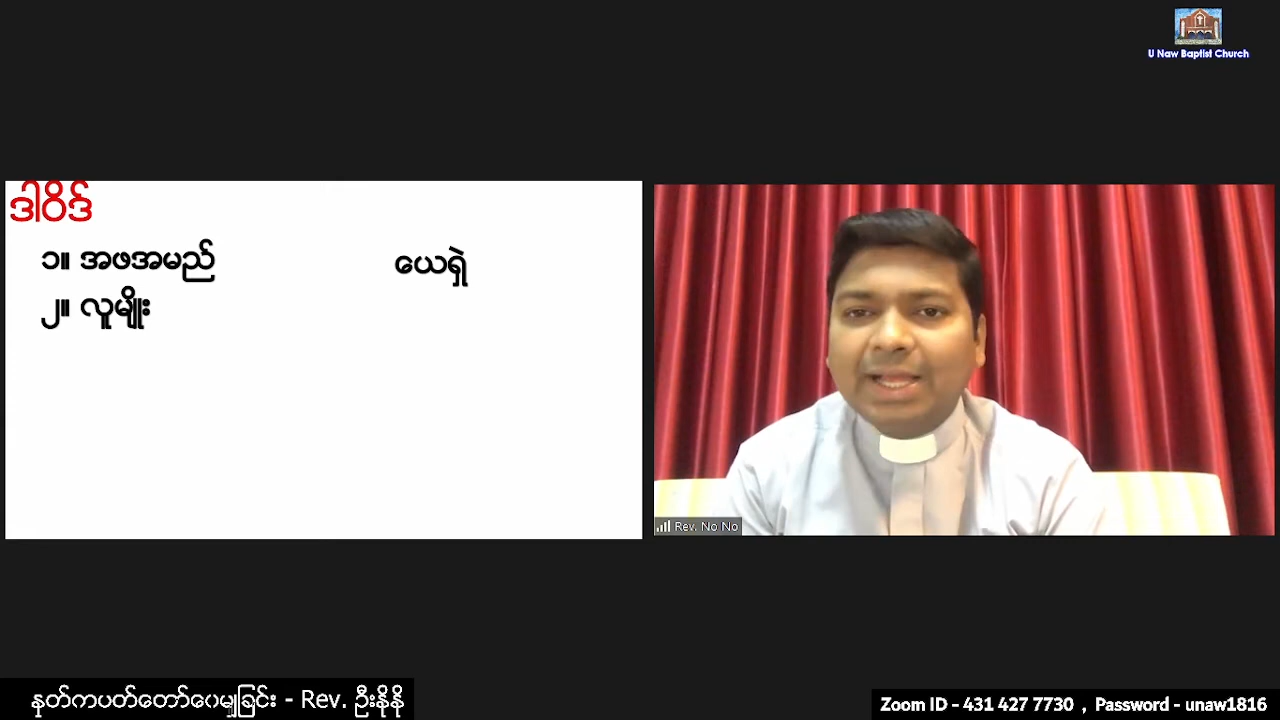 U Naw Baptist Church
ဒါဝိဒ်
၁။ အဖအမည် ယေရှဲ
၂။ လူမျိုး
Rev. No No
နှုတ်ကပတ်တော်ဝေမျှခြင်း - Rev. ဦးနိုနို
Zoom ID - 431 427 7730 , Password - unaw1816